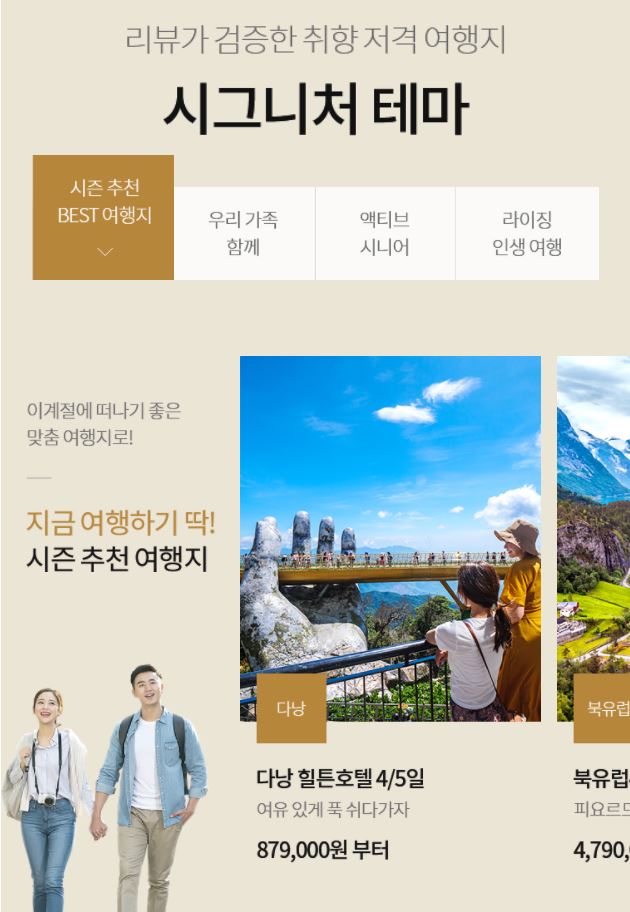 리뷰가 검증한 취향 저격 여행지
시그니처 테마
시즌 추천
BEST 여행지
우리 가족
함께
액티브
시니어
라이징
인생 여행
이계절에 떠나기 좋은
맞춤 여행지로!
지금 여행하기 딱!
시즌 추천 여행지
다낭
다낭 힐튼호텔 4/5일
여유 있게 푹 쉬다가자
879,000원 부터
북유럽
북유럽
피요르
4,790,